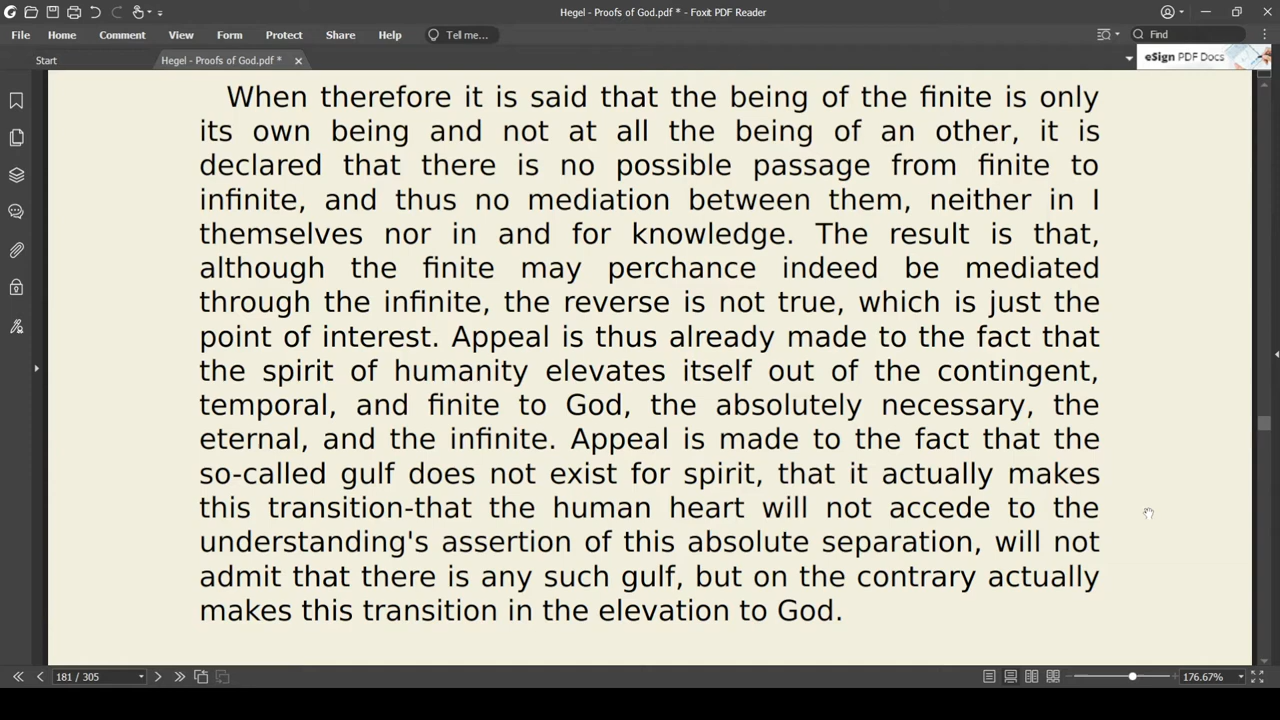 Hegel - Proofs of God.pdf * - Foxit PDF Reader
File Home Comment View Form Protect Share Help Tell me... Find
Start Hegel - Proofs of God.pdf * eSign PDF Docs
When therefore it is said that the being of the finite is only
its own being and not at all the being of an other, it is
declared that there is no possible passage from finite to
infinite, and thus no mediation between them, neither in I
themselves nor in and for knowledge. The result is that,
although the finite may perchance indeed be mediated
through the infinite, the reverse is not true, which is just the
point of interest. Appeal is thus already made to the fact that
the spirit of humanity elevates itself out of the contingent,
temporal, and finite to God, the absolutely necessary, the
eternal, and the infinite. Appeal is made to the fact that the
so-called gulf does not exist for spirit, that it actually makes
this transition-that the human heart will not accede to the
understanding's assertion of this absolute separation, will not
admit that there is any such gulf, but on the contrary actually
makes this transition in the elevation to God.
181 / 305 176.67%